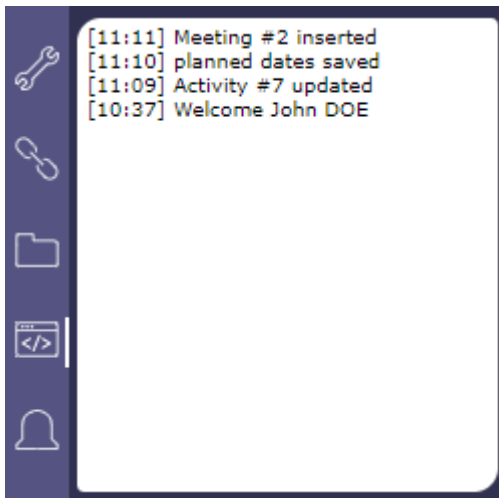 [11:11] Meeting #2 inserted
[11:10] planned dates saved
[11:09] Activity #7 updated
[10:37] Welcome John DOE